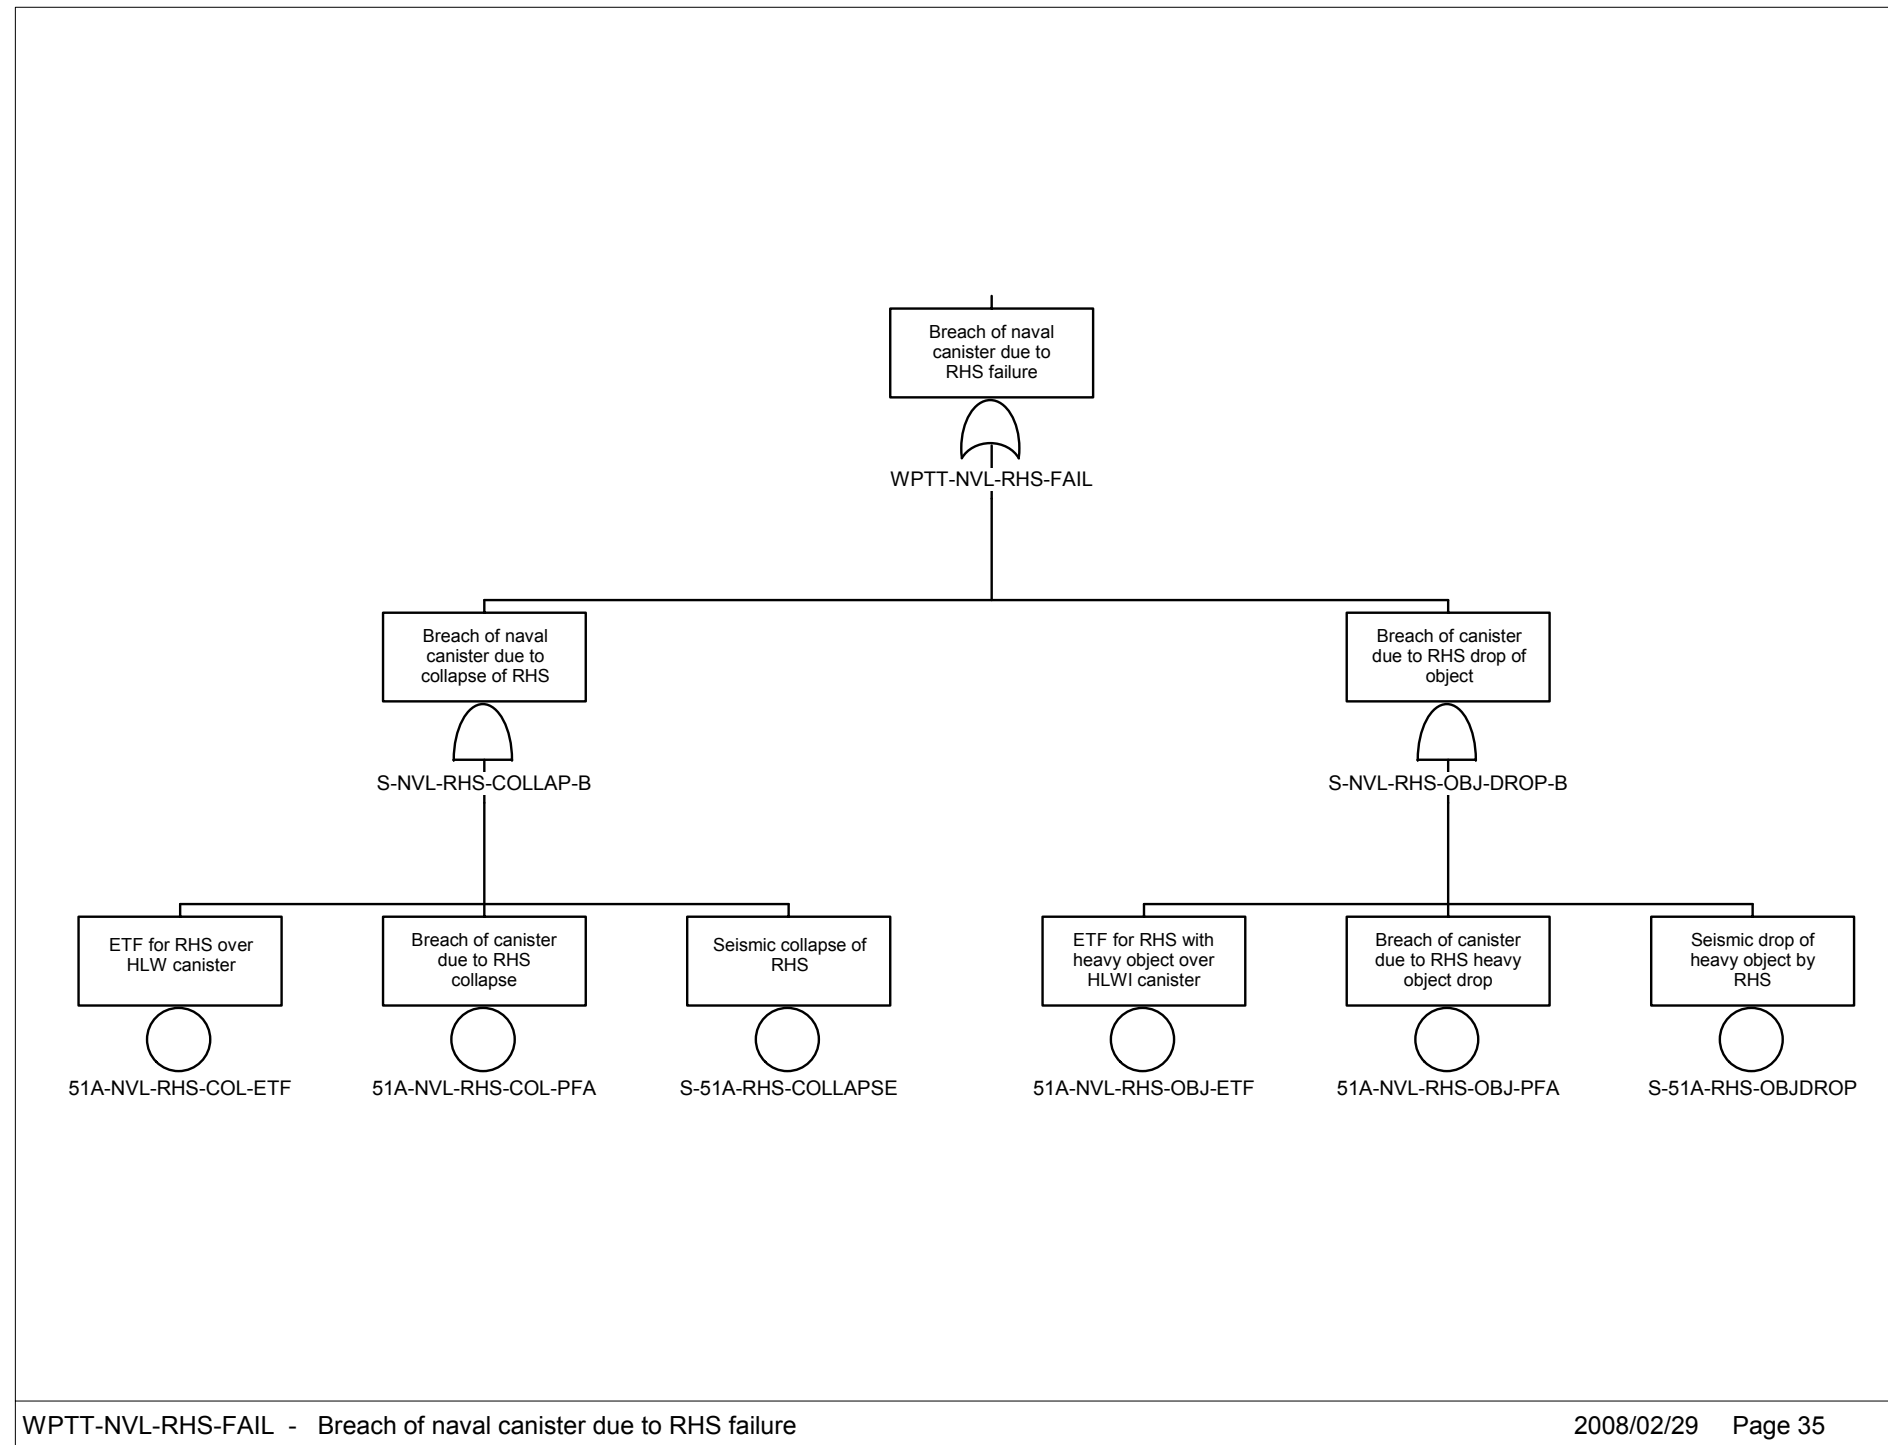 Breach of naval
canister due to
RHS failure
WPTT-NVL-RHS-FAIL
Breach of naval
canister due to
collapse of RHS
S-NVL-RHS-COLLAP-B
Breach of canister
due to RHS drop of
object
S-NVL-RHS-OBJ-DROP-B
ETF for RHS over
HLW canister
51A-NVL-RHS-COL-ETF
Breach of canister
due to RHS
collapse
51A-NVL-RHS-COL-PFA
Seismic collapse of
RHS
S-51A-RHS-COLLAPSE
ETF for RHS with
heavy object over
HLWI canister
51A-NVL-RHS-OBJ-ETF
Breach of canister
due to RHS heavy
object drop
51A-NVL-RHS-OBJ-PFA
Seismic drop of
heavy object by
RHS
S-51A-RHS-OBJDROP
WPTT-NVL-RHS-FAIL - Breach of naval canister due to RHS failure
2008/02/29 Page 35